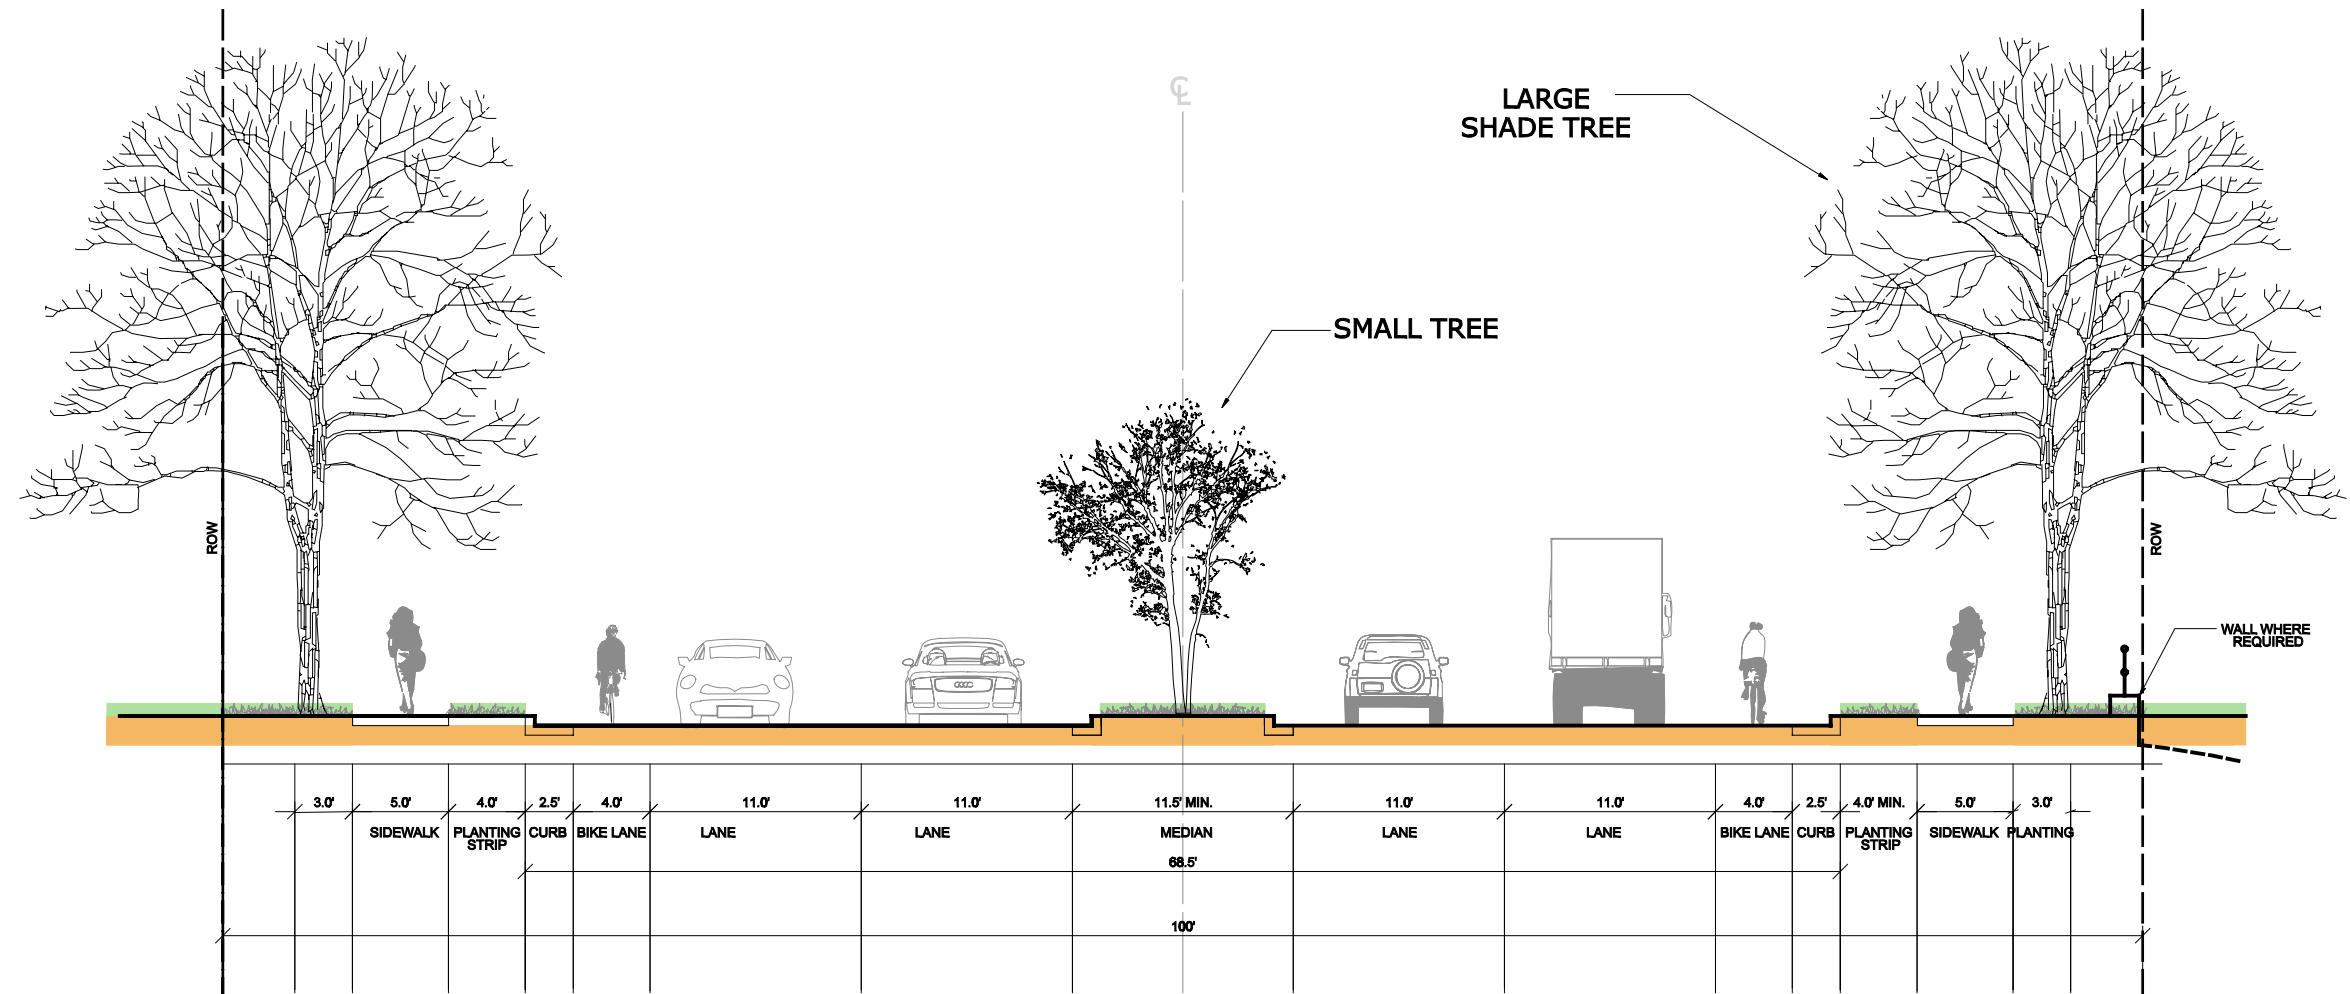 ℄
LARGE
SHADE TREE
SMALL TREE
ROW
ROW
WALL WHERE
REQUIRED
3.0' 5.0' 4.0' 2.5' 4.0' 11.0' 11.0' 11.5' MIN. 11.0' 11.0' 4.0' 2.5' 4.0' MIN. 5.0' 3.0'
SIDEWALK PLANTING CURB BIKE LANE LANE LANE MEDIAN LANE LANE BIKE LANE CURB PLANTING SIDEWALK PLANTING
STRIP STRIP
68.5'
100'